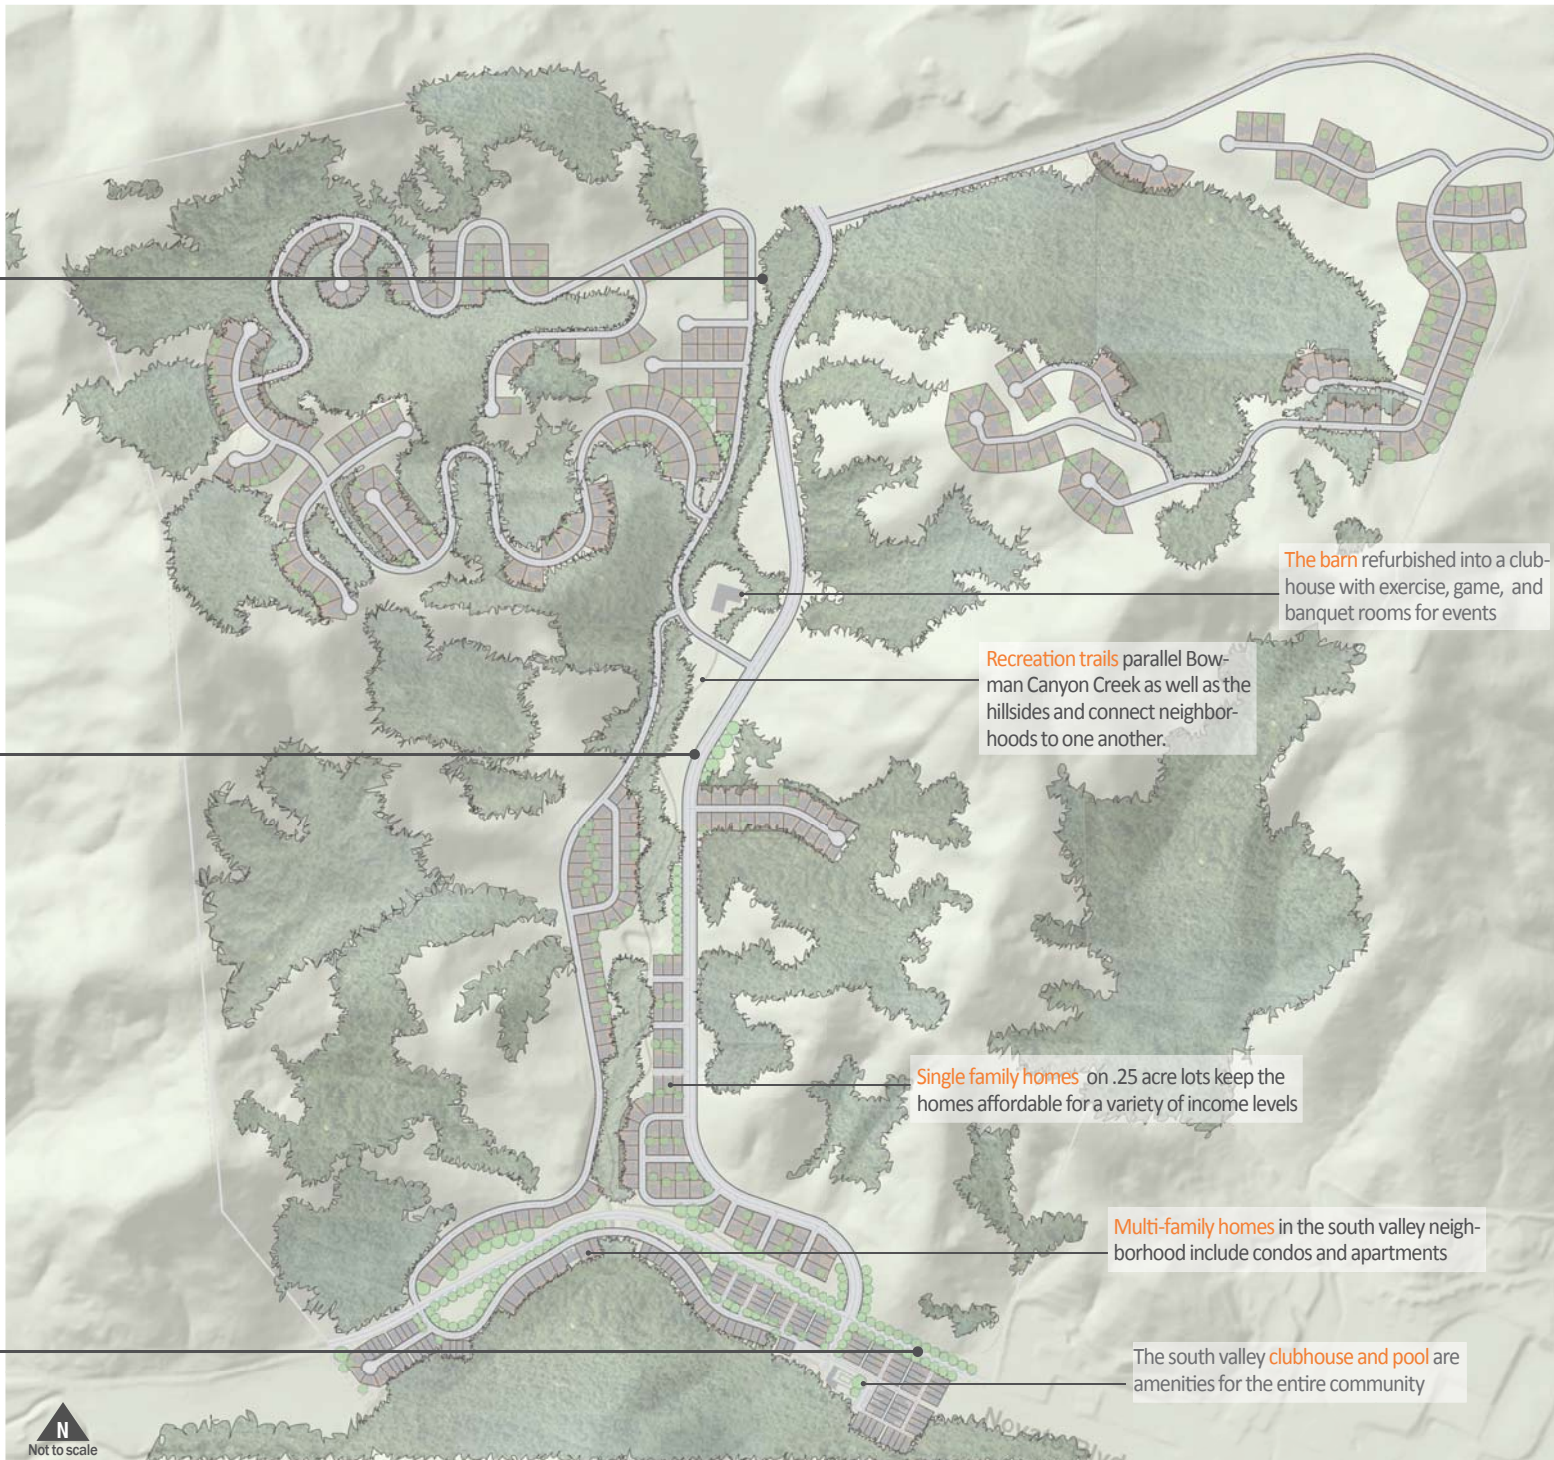 The barn refurbished into a club-
house with exercise, game, and
banquet rooms for events
Recreation trails parallel Bow-
man Canyon Creek as well as the
hillsides and connect neighbor-
hoods to one another.
Single family homes on .25 acre lots keep the
homes affordable for a variety of income levels
Multi-family homes in the south valley neigh-
borhood include condos and apartments
The south valley clubhouse and pool are
amenities for the entire community
N
Not to scale